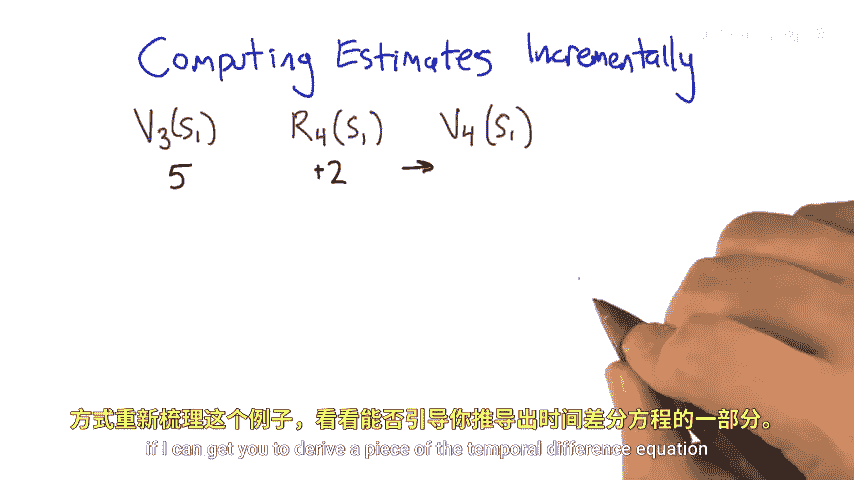 Computing Estimates Incrementally
V₃(S₁) R₄(S₁) V₄(S₁)
5 +2 →
方式重新梳理这个例子，看看能否引导你推导出时间差分方程的一部分。
if I can get you to derive a piece of the temporal difference equation